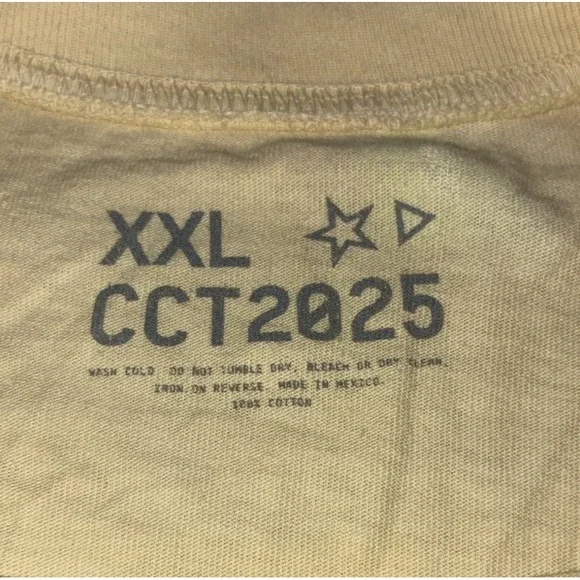 XXL
CCT2025
WASH COLD. DO NOT TUMBLE DRY, BLEACH OR DRY CLEAN.
IRON ON REVERSE. MADE IN MEXICO.
100% COTTON